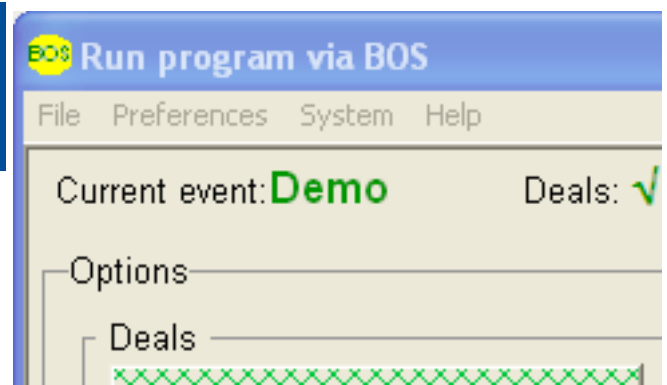 BOS Run program via BOS
File Preferences System Help
Current event: Demo Deals: √
Options
Deals